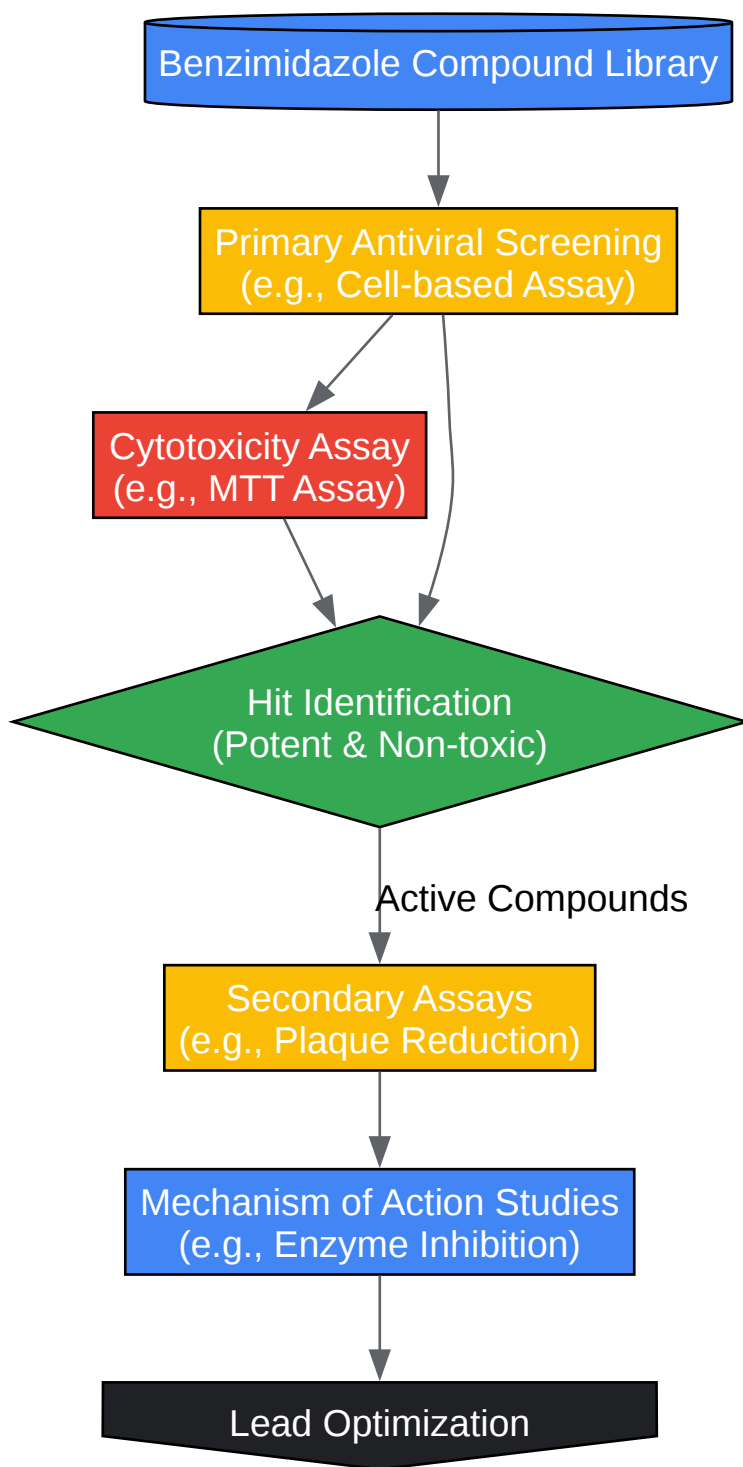 Benzimidazole Compound Library
Primary Antiviral Screening
(e.g., Cell-based Assay)
Cytotoxicity Assay
(e.g., MTT Assay)
Hit Identification
(Potent & Non-toxic)
Active Compounds
Secondary Assays
(e.g., Plaque Reduction)
Mechanism of Action Studies
(e.g., Enzyme Inhibition)
Lead Optimization